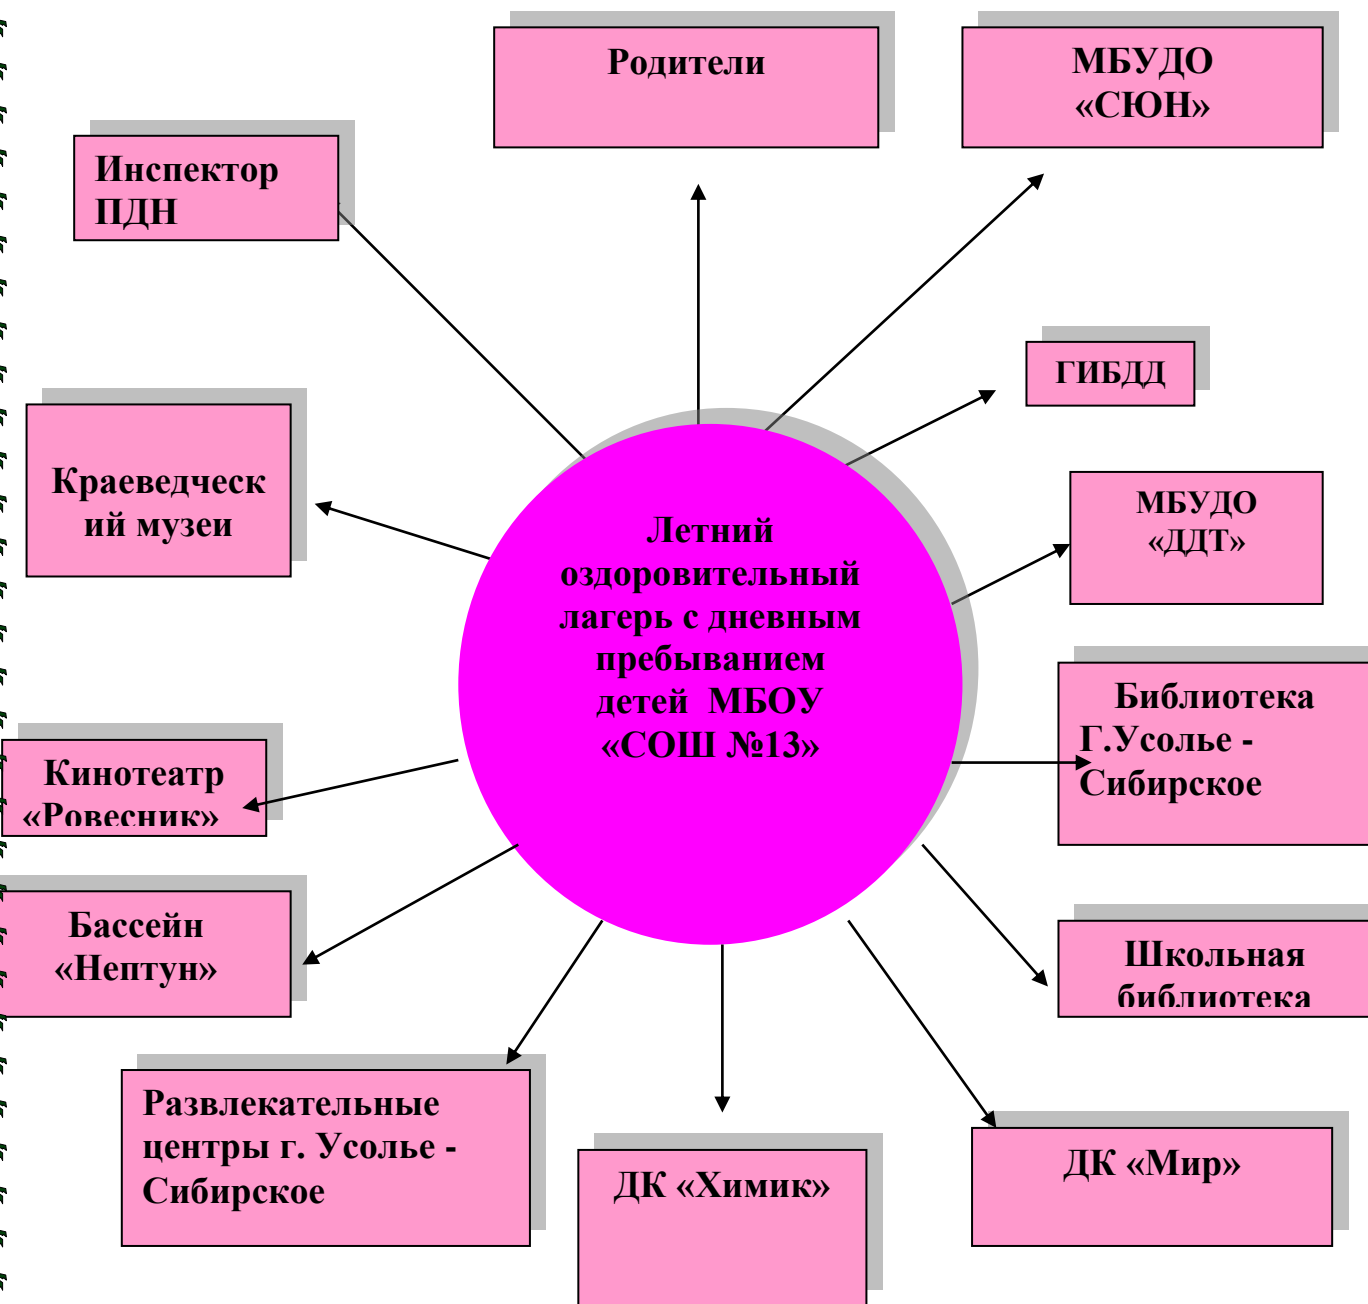 Родители
МБУДО
«СЮН»
Инспектор
ПДН
ГИБДД
Краеведческ
ий музеи
МБУДО
«ДДТ»
Летний
оздоровительный
лагерь с дневным
пребыванием
детей МБОУ
«СОШ №13»
Библиотека
Г.Усолье -
Сибирское
Кинотеатр
«Ровесник»
Бассейн
«Нептун»
Школьная
библиотека
Развлекательные
центры г. Усолье -
Сибирское
ДК «Химик»
ДК «Мир»